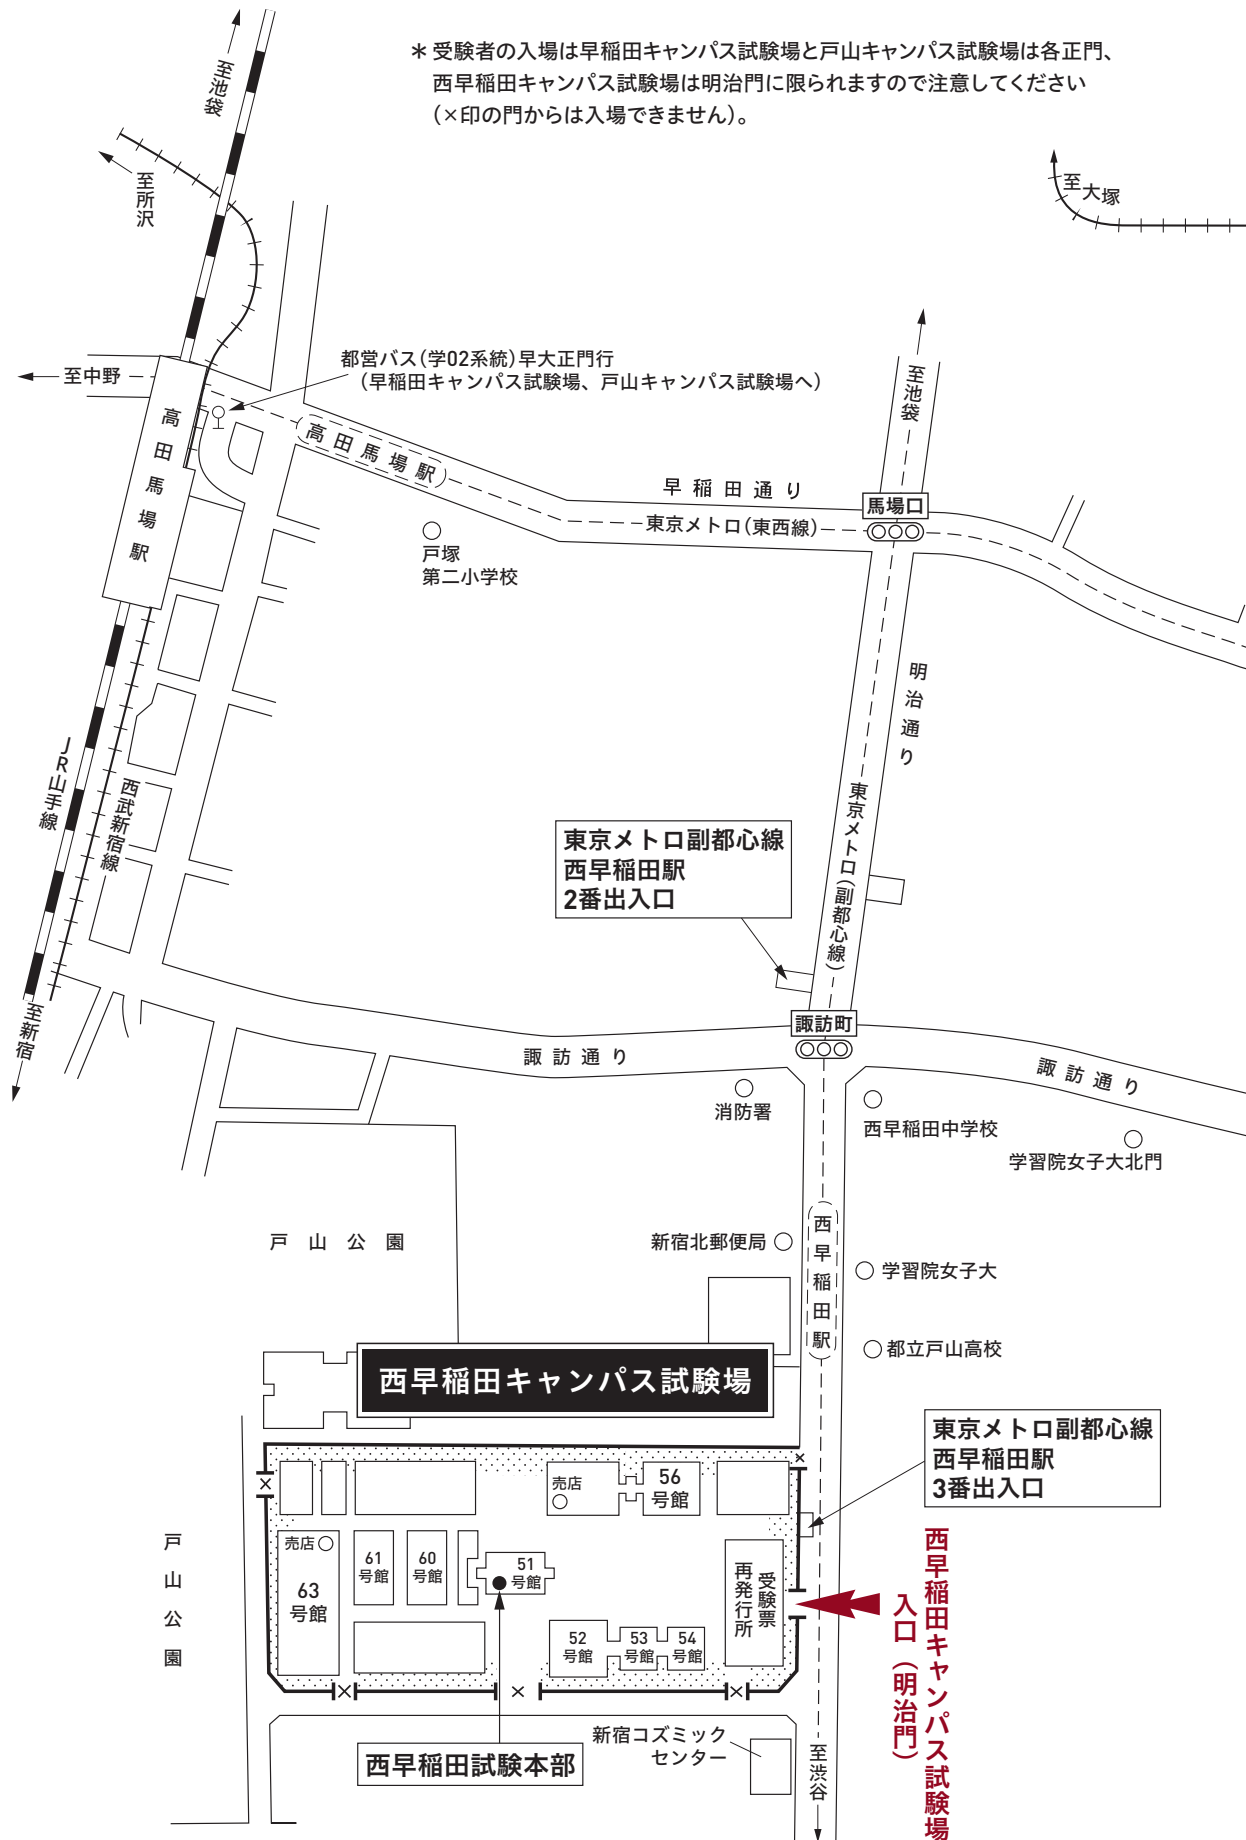 ＊受験者の入場は早稲田キャンパス試験場と戸山キャンパス試験場は各正門、
西早稲田キャンパス試験場は明治門に限られますので注意してください
(×印の門からは入場できません)。
至池袋
至所沢
至大塚
至中野
都営バス(学02系統)早大正門行
(早稲田キャンパス試験場、戸山キャンパス試験場へ)
至池袋
高田馬場駅
高田馬場駅
早稲田通り
馬場口
東京メトロ(東西線)
戸塚
第二小学校
明治通り
JR山手線
西武新宿線
東京メトロ(副都心線)
東京メトロ副都心線
西早稲田駅
2番出入口
至新宿
諏訪町
諏訪通り
諏訪通り
消防署
西早稲田中学校
学習院女子大北門
戸山公園
新宿北郵便局
西早稲田駅
学習院女子大
都立戸山高校
西早稲田キャンパス試験場
東京メトロ副都心線
西早稲田駅
3番出入口
売店
56
号館
売店
63
号館
61
号館
60
号館
51
号館
受験票
再発行所
52
号館
53
号館
54
号館
戸山公園
西早稲田キャンパス試験場
入口(明治門)
西早稲田試験本部
新宿コズミック
センター
至渋谷